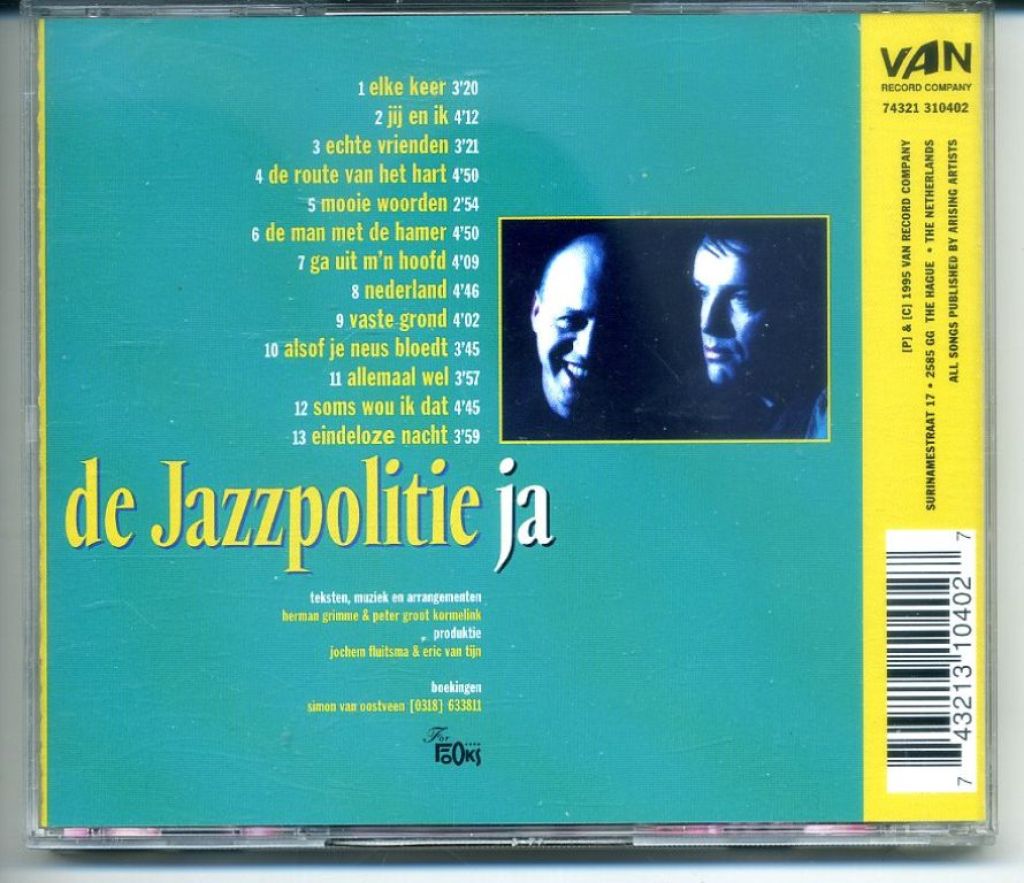 1 elke keer 3'20
2 jij en ik 4'12
3 echte vrienden 3'21
4 de route van het hart 4'50
5 mooie woorden 2'54
6 de man met de hamer 4'50
7 ga uit m'n hoofd 4'09
8 nederland 4'46
9 vaste grond 4'02
10 alsof je neus bloedt 3'45
11 allemaal wel 3'57
12 soms wou ik dat 4'45
13 eindeloze nacht 3'59
de Jazzpolitie ja
teksten, muziek en arrangementen
herman grimme & peter groot kormelink
produktie
jochem fluitsma & eric van tijn
boekingen
simon van oostveen [0318] 633811
For
FOOKS
VAN
RECORD COMPANY
74321 310402
[P] & [C] 1995 VAN RECORD COMPANY
SURINAMESTRAAT 17 • 2585 GG THE HAGUE • THE NETHERLANDS
ALL SONGS PUBLISHED BY ARISING ARTISTS
7 43213 10402 7